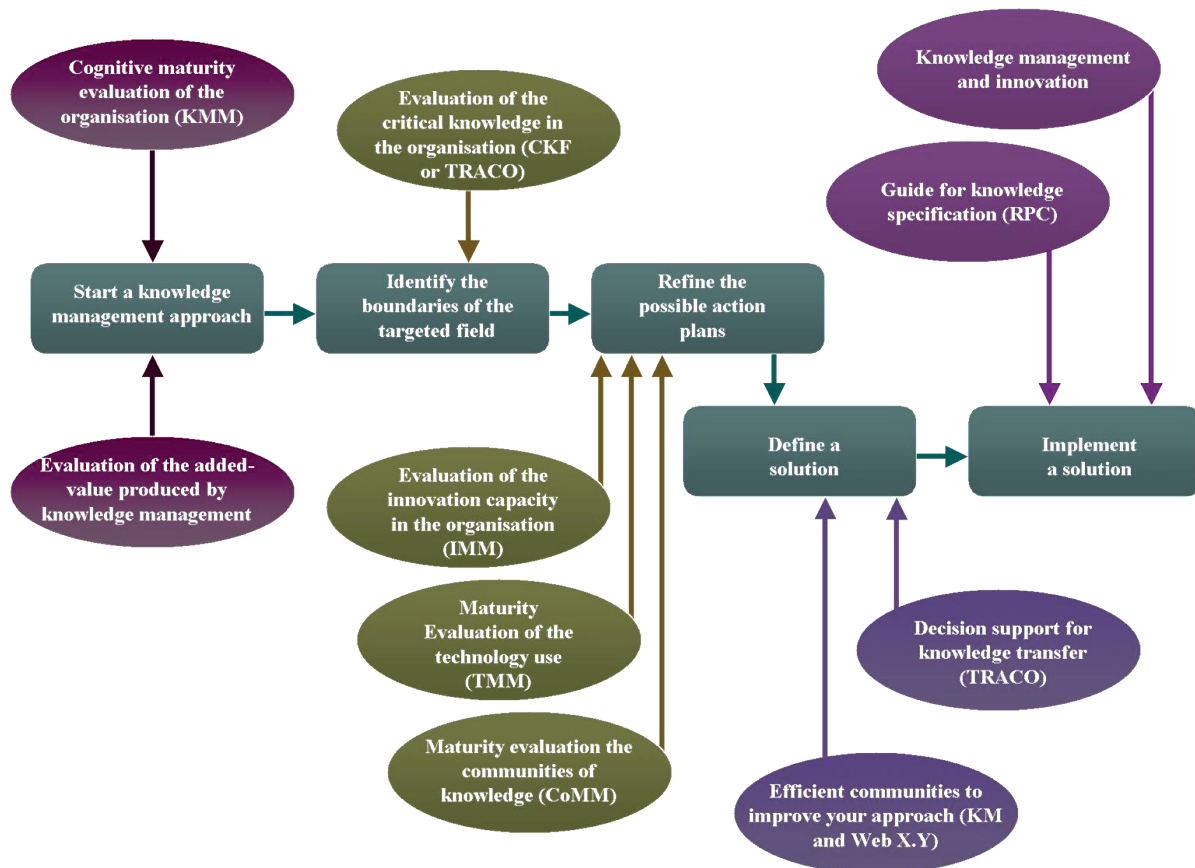 Cognitive maturity
evaluation of the
organisation (KMM)
Evaluation of the
critical knowledge in
the organisation (CKF
or TRACO)
Knowledge management
and innovation
Guide for knowledge
specification (RPC)
Start a knowledge
management approach
Identify the
boundaries of the
targeted field
Refine the
possible action
plans
Define a
solution
Implement
a solution
Evaluation of the added-
value produced by
knowledge management
Evaluation of the
innovation capacity
in the organisation
(IMM)
Maturity
Evaluation of the
technology use
(TMM)
Maturity evaluation the
communities of
knowledge (CoMM)
Decision support for
knowledge transfer
(TRACO)
Efficient communities to
improve your approach (KM
and Web X.Y)